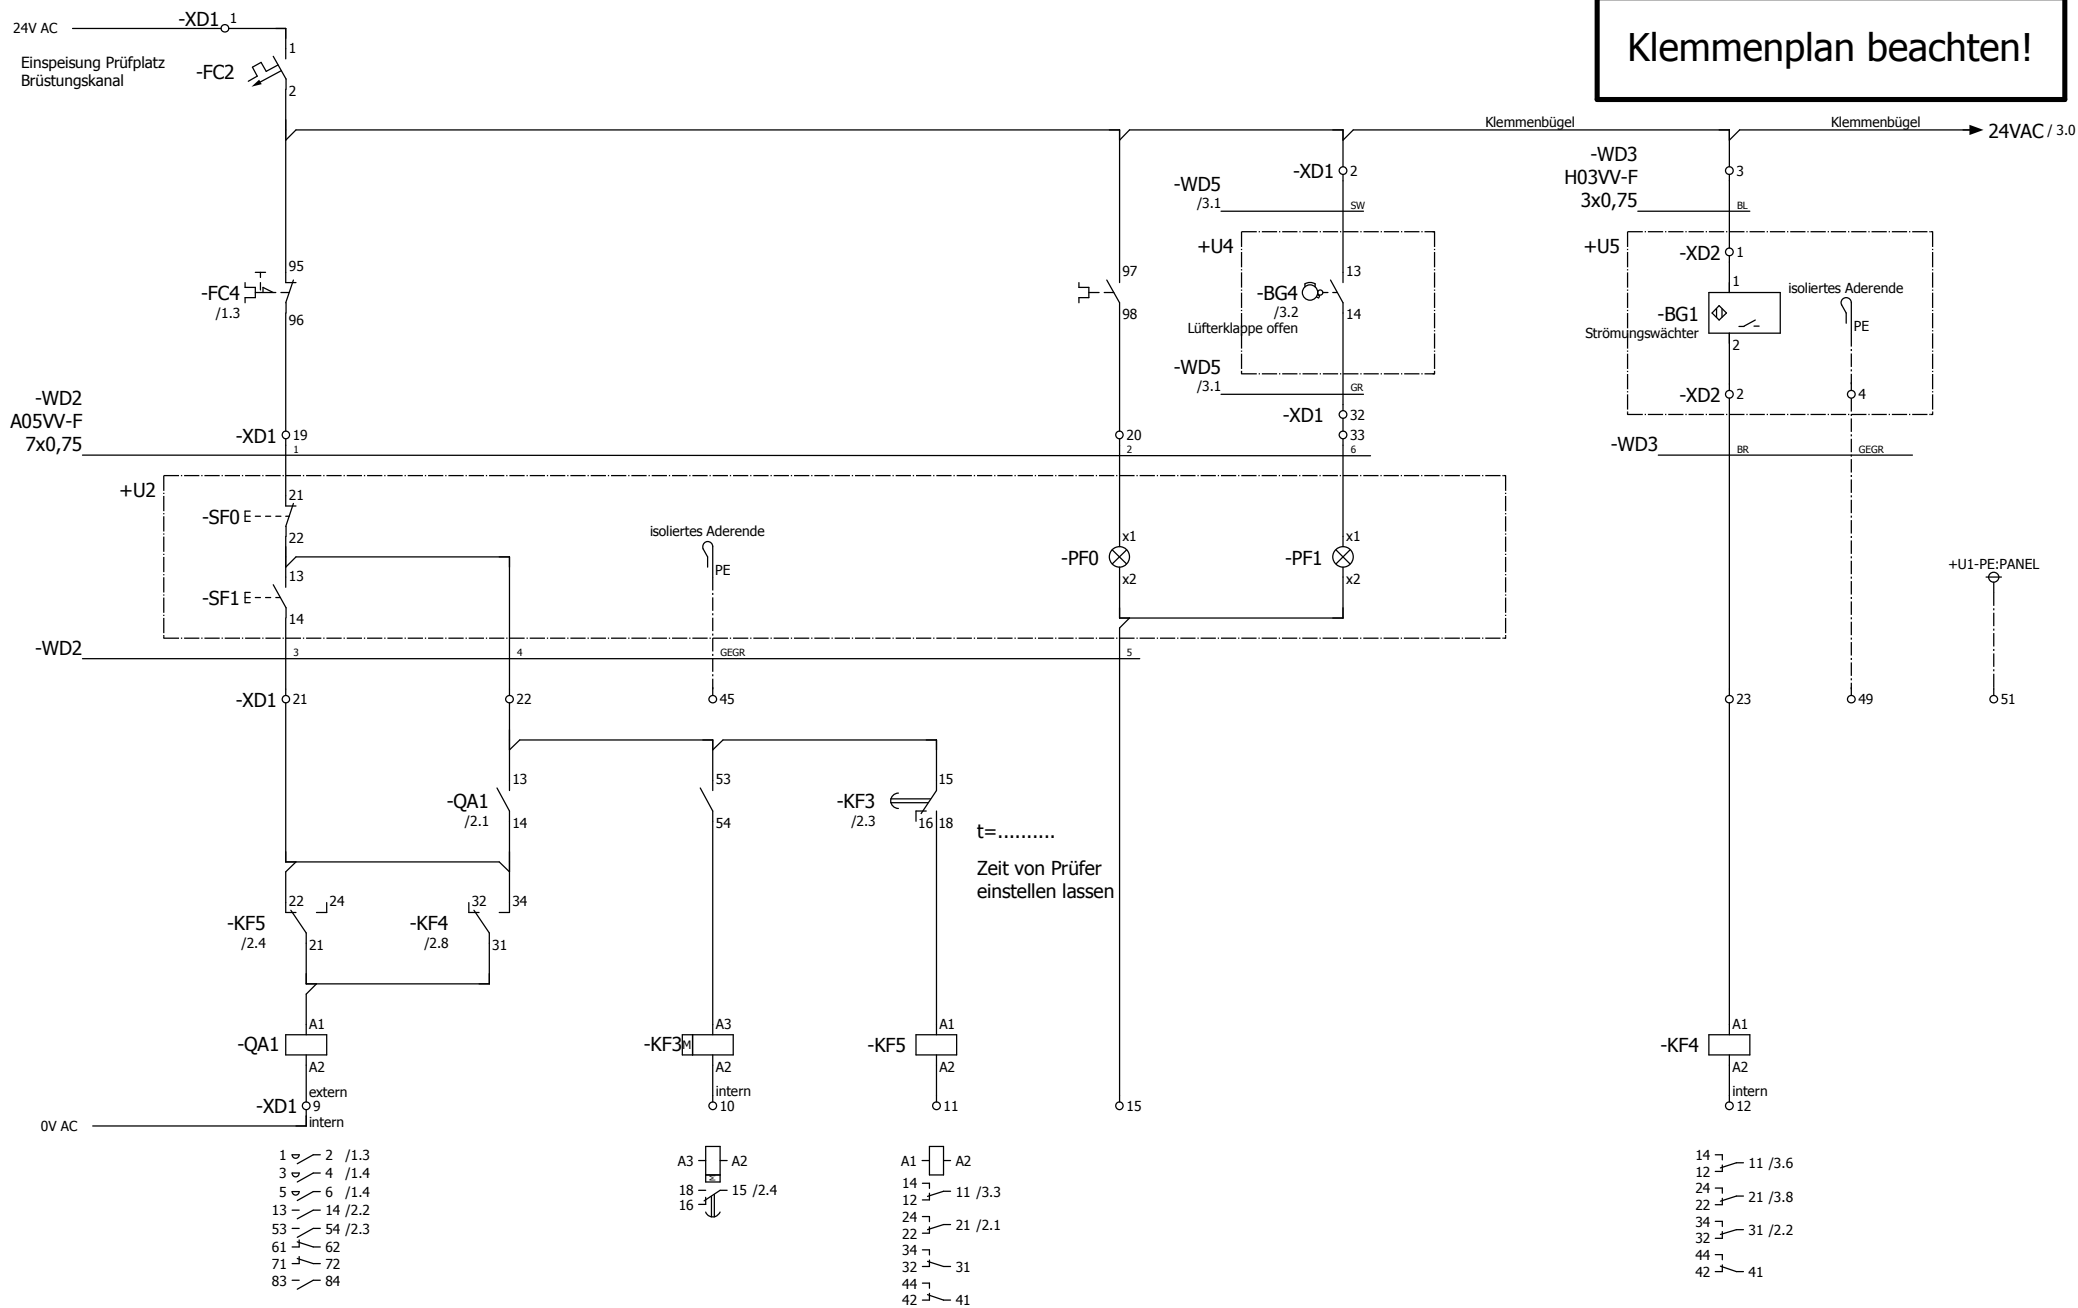 Klemmenplan beachten!
24V AC
-XD1 1
Einspeisung Prüfplatz
Brüstungskanal
-FC2
1
2
Klemmenbügel
Klemmenbügel
24VAC / 3.0
-XD1 2
-WD3
H03VV-F
3x0,75
3
BL
-WD5
/3.1
SW
-FC4
/1.3
95
96
97
98
+U4
-BG4
/3.2
Lüfterklappe offen
13
14
+U5
-XD2 1
1
-BG1
Strömungswächter
2
isoliertes Aderende
PE
-XD2 2
4
-WD5
/3.1
GR
-XD1 32
33
-WD2
A05VV-F
7x0,75
-XD1 19
1
20
2
6
-WD3
BR
GEGR
+U2
-SF0 E
21
22
-SF1 E
13
14
isoliertes Aderende
PE
-PF0
x1
x2
-PF1
x1
x2
+U1-PE:PANEL
-WD2
3
4
GEGR
5
-XD1 21
22
45
23
49
51
-QA1
/2.1
13
14
53
54
-KF3
/2.3
15
16 18
t=..........
Zeit von Prüfer
einstellen lassen
-KF5
/2.4
22 24
21
-KF4
/2.8
32 34
31
-QA1
A1
A2
-KF3 M
A3
A2
-KF5
A1
A2
-KF4
A1
A2
extern
-XD1 9
intern
intern
10
11
15
intern
12
0V AC
1 2 /1.3
3 4 /1.4
5 6 /1.4
13 14 /2.2
53 54 /2.3
61 62
71 72
83 84
A3 A2
M
18 15 /2.4
16
A1 A2
14
12 11 /3.3
24
22 21 /2.1
34
32 31
44
42 41
14
12 11 /3.6
24
22 21 /3.8
34
32 31 /2.2
44
42 41